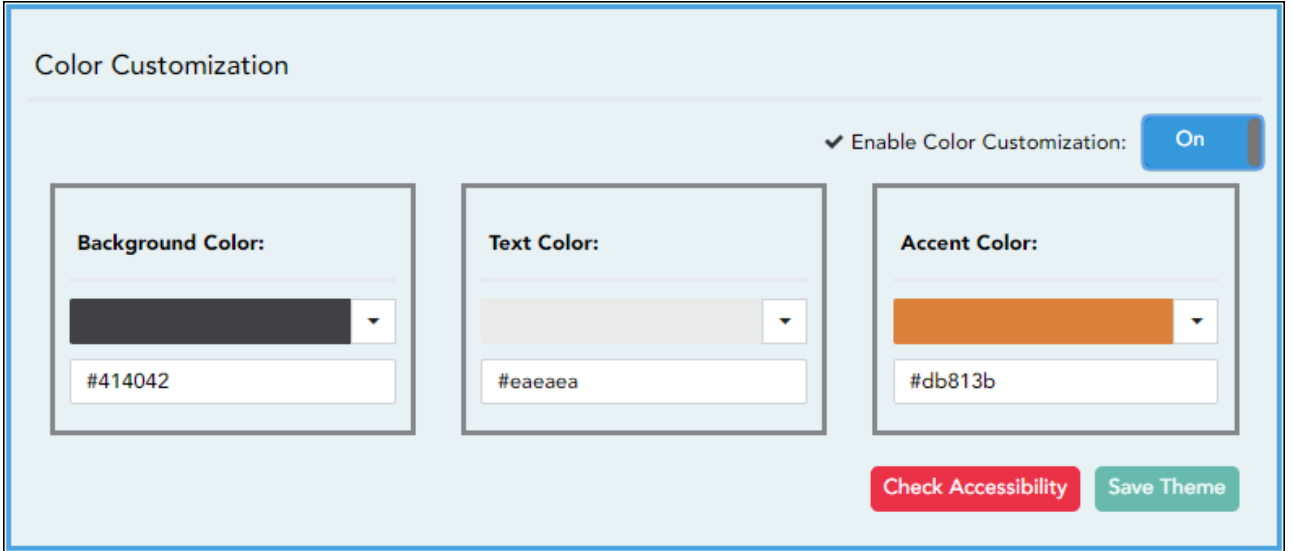 Color Customization
Enable Color Customization: On
Background Color: Text Color: Accent Color:
#414042 #eaeaea #db813b
Check Accessibility Save Theme